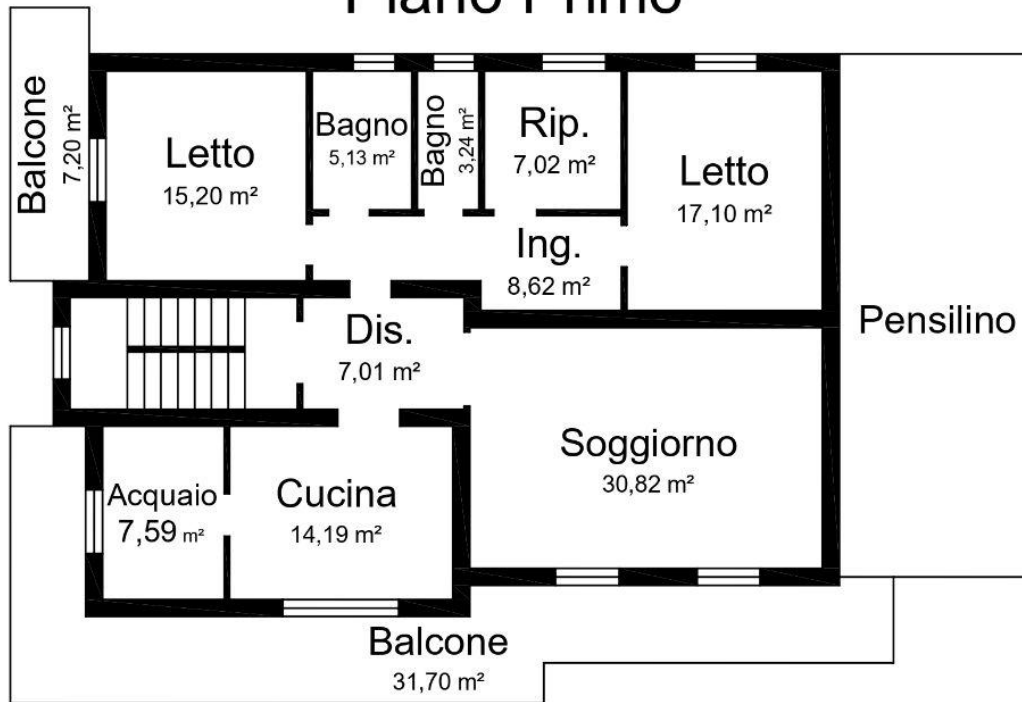 Piano Primo
Balcone
7,20 m²
Letto
15,20 m²
Bagno
5,13 m²
Bagno
3,24 m²
Rip.
7,02 m²
Letto
17,10 m²
Ing.
8,62 m²
Dis.
7,01 m²
Pensilino
Soggiorno
30,82 m²
Acquaio
7,59 m²
Cucina
14,19 m²
Balcone
31,70 m²